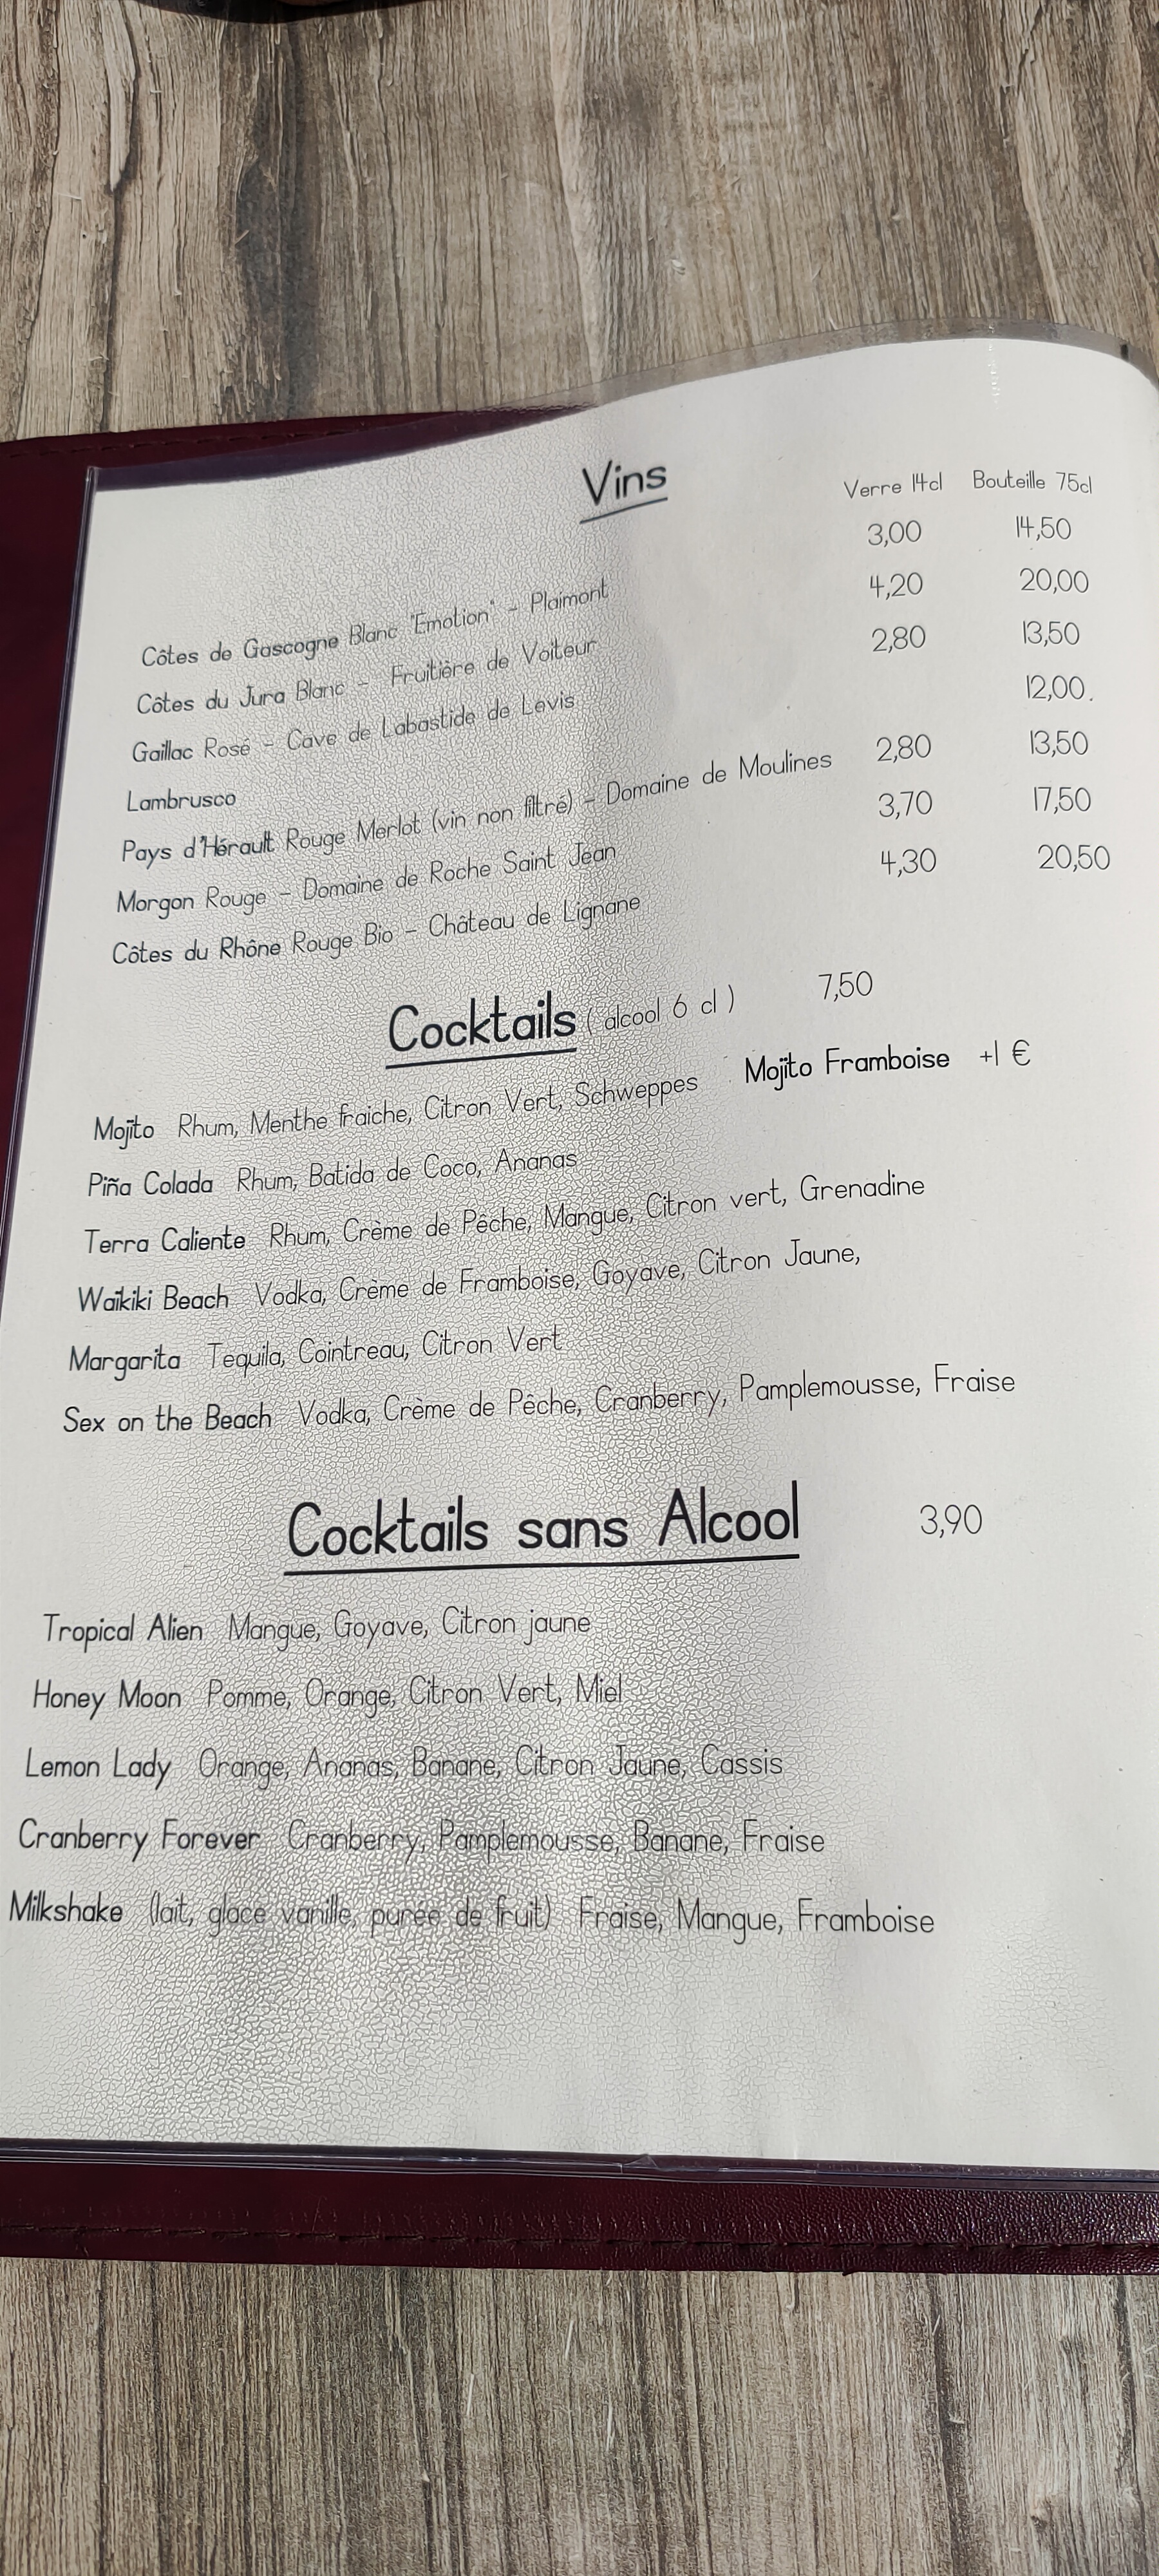 Vins
Verre 14cl Bouteille 75cl
Côtes de Gascogne Blanc "Emotion" - Plaimont 3,00 14,50
Côtes du Jura Blanc - Fruitière de Voiteur 4,20 20,00
Gaillac Rosé - Cave de Labastide de Levis 2,80 13,50
Lambrusco 12,00.
Pays d'Hérault Rouge Merlot (vin non filtré) - Domaine de Moulines 2,80 13,50
Morgon Rouge - Domaine de Roche Saint Jean 3,70 17,50
Côtes du Rhône Rouge Bio - Château de Lignane 4,30 20,50
Cocktails ( alcool 6 cl ) 7,50
Mojïto Rhum, Menthe fraiche, Citron Vert, Schweppes Mojïto Framboise +1 €
Piña Colada Rhum, Batida de Coco, Ananas
Terra Caliente Rhum, Crème de Pêche, Mangue, Citron vert, Grenadine
Waïkiki Beach Vodka, Crème de Framboise, Goyave, Citron Jaune,
Margarita Tequila, Cointreau, Citron Vert
Sex on the Beach Vodka, Crème de Pêche, Cranberry, Pamplemousse, Fraise
Cocktails sans Alcool 3,90
Tropical Alien Mangue, Goyave, Citron jaune
Honey Moon Pomme, Orange, Citron Vert, Miel
Lemon Lady Orange, Ananas, Banane, Citron Jaune, Cassis
Cranberry Forever Cranberry, Pamplemousse, Banane, Fraise
Milkshake (lait, glace vanille, purée de fruit) Fraise, Mangue, Framboise